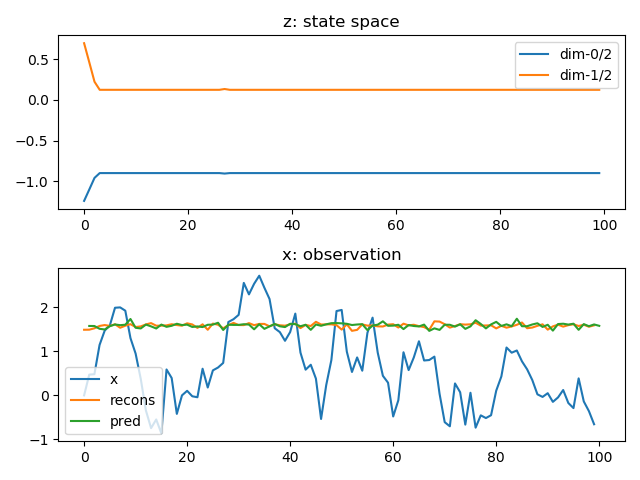 z: state space
0.5
0.0
−0.5
−1.0
dim-0/2
dim-1/2
0 20 40 60 80 100
x: observation
2
1
0
−1
x
recons
pred
0 20 40 60 80 100